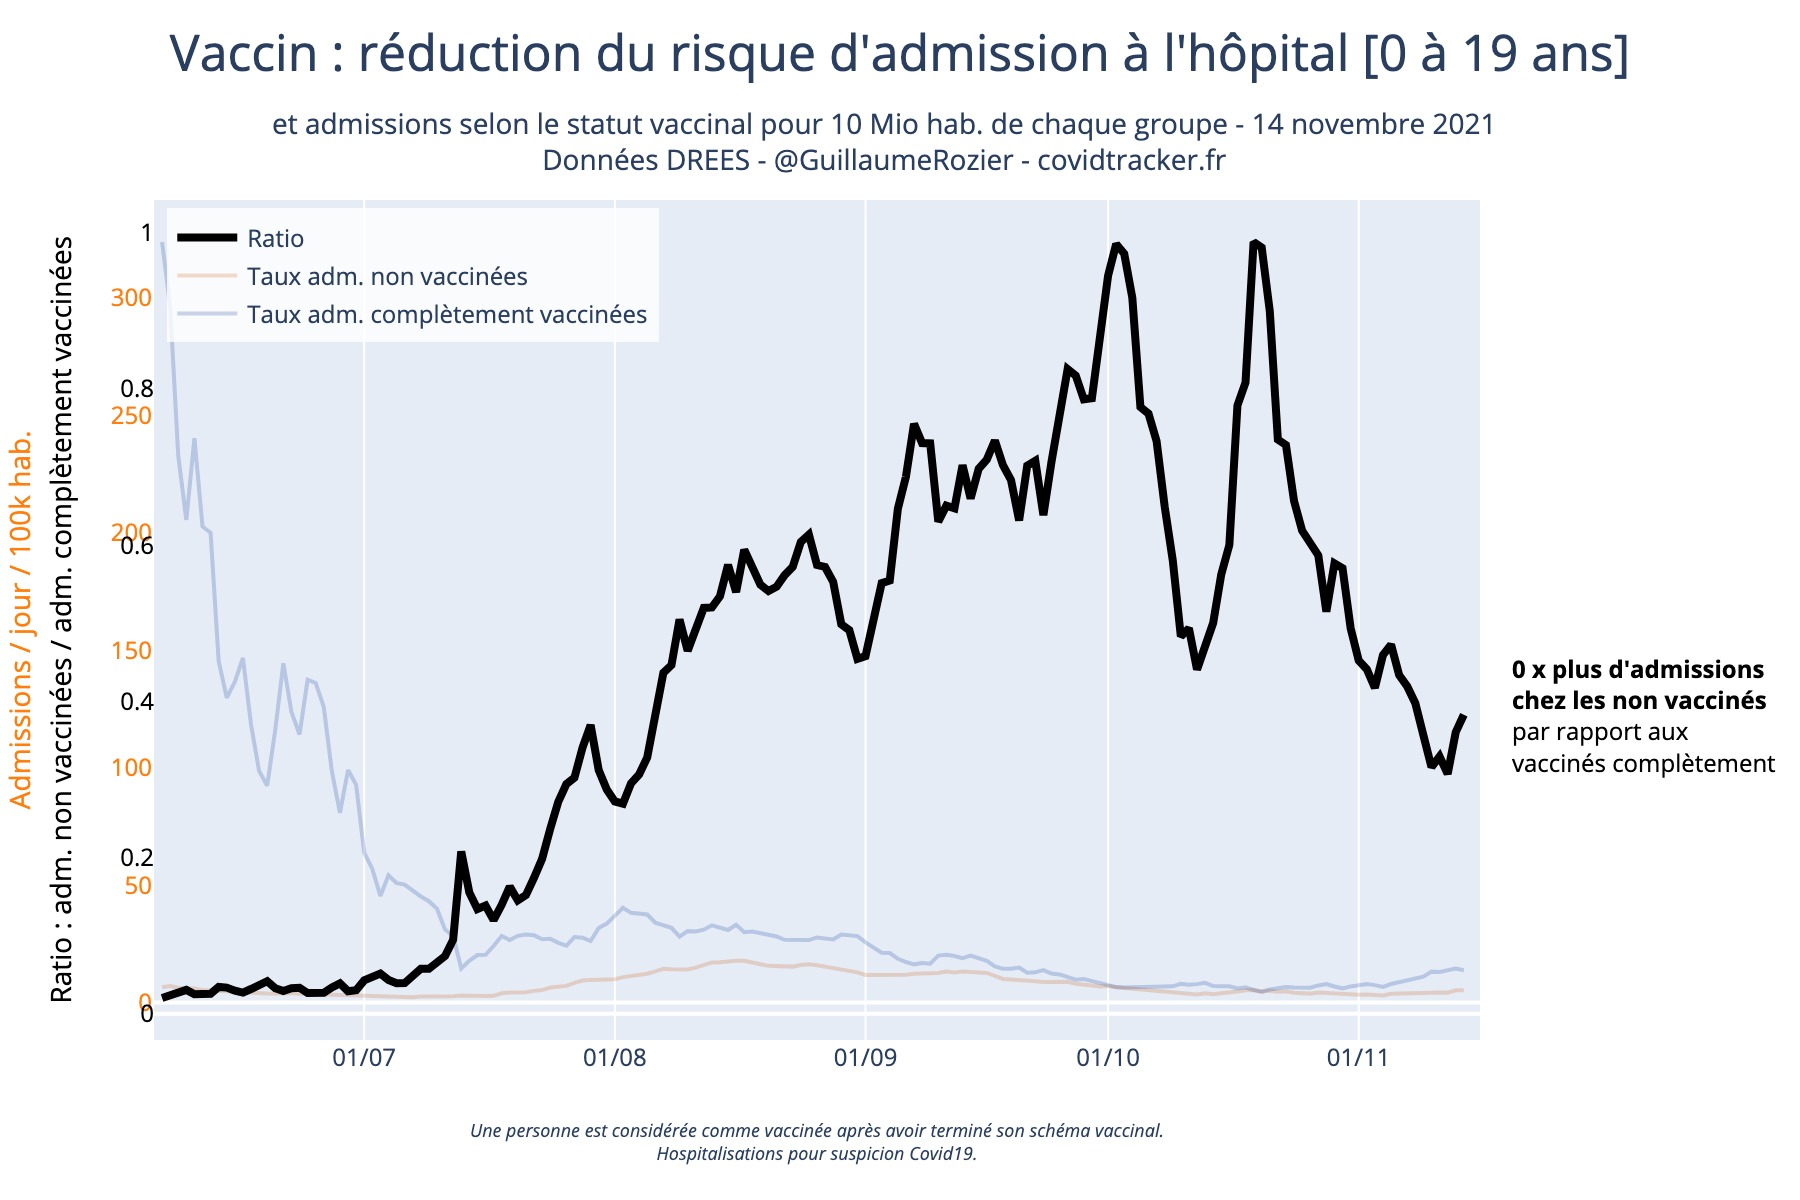 Vaccin : réduction du risque d'admission à l'hôpital [0 à 19 ans]
et admissions selon le statut vaccinal pour 10 Mio hab. de chaque groupe - 14 novembre 2021
Données DREES - @GuillaumeRozier - covidtracker.fr
Admissions / jour / 100k hab.
Ratio : adm. non vaccinées / adm. complètement vaccinées
1
300
0.8
250
200
0.6
150
0.4
100
0.2
50
0
0
Ratio
Taux adm. non vaccinées
Taux adm. complètement vaccinées
0 x plus d'admissions
chez les non vaccinés
par rapport aux
vaccinés complètement
01/07
01/08
01/09
01/10
01/11
Une personne est considérée comme vaccinée après avoir terminé son schéma vaccinal.
Hospitalisations pour suspicion Covid19.